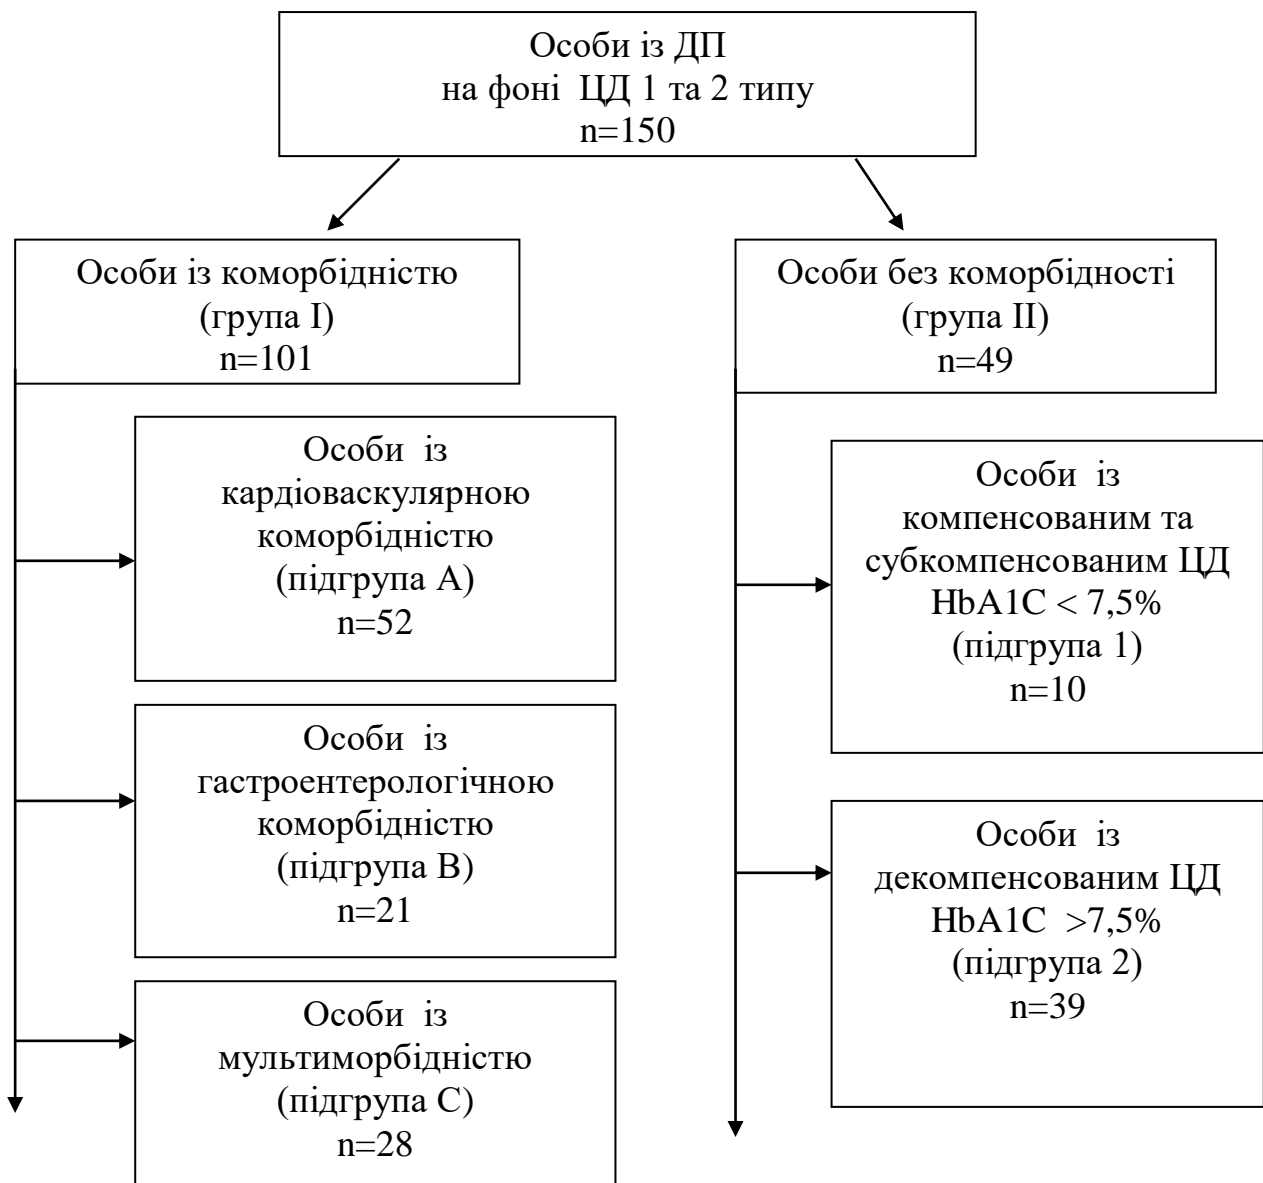 Особи із ДП
на фоні ЦД 1 та 2 типу
n=150
Особи із коморбідністю
(група I)
n=101
Особи без коморбідності
(група II)
n=49
Особи із
кардіоваскулярною
коморбідністю
(підгрупа А)
n=52
Особи із
гастроентерологічною
коморбідністю
(підгрупа В)
n=21
Особи із
мультиморбідністю
(підгрупа С)
n=28
Особи із
компенсованим та
субкомпенсованим ЦД
HbA1C < 7,5%
(підгрупа 1)
n=10
Особи із
декомпенсованим ЦД
HbA1C >7,5%
(підгрупа 2)
n=39